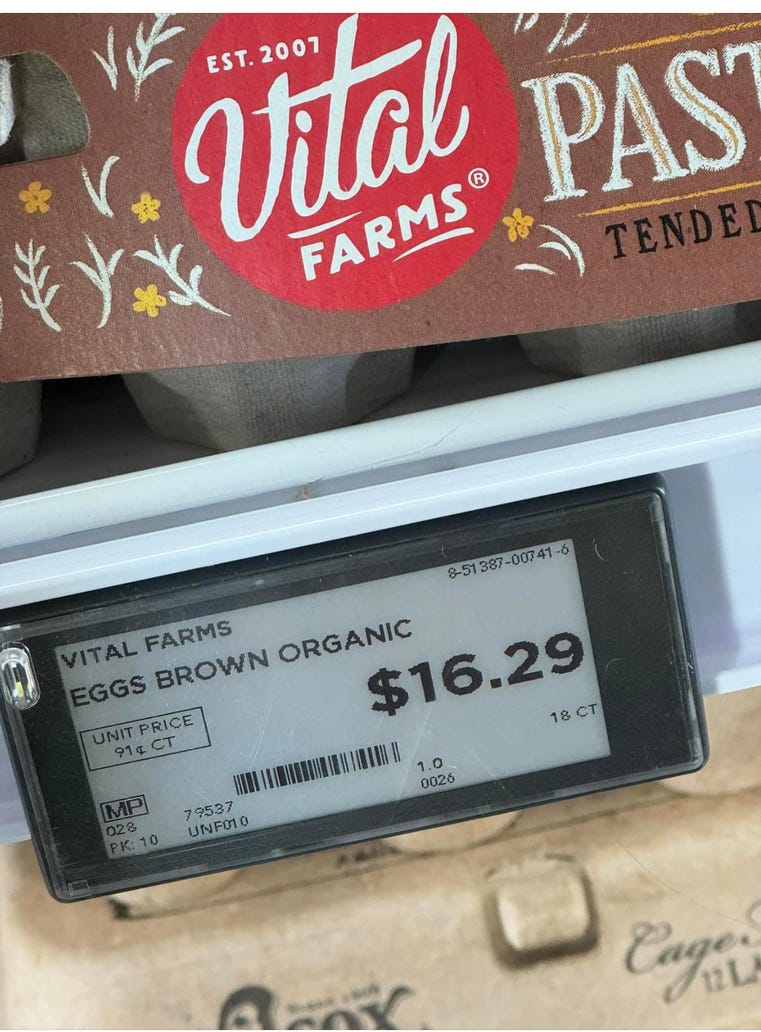 EST. 2007
Vital
FARMS®
PAST
TENDED
8-51387-00741-6
VITAL FARMS
EGGS BROWN ORGANIC
$16.29
UNIT PRICE
91¢ CT
18 CT
1.0
0026
MP
028
79537
PK: 10
UNF010
Cage
12 LA